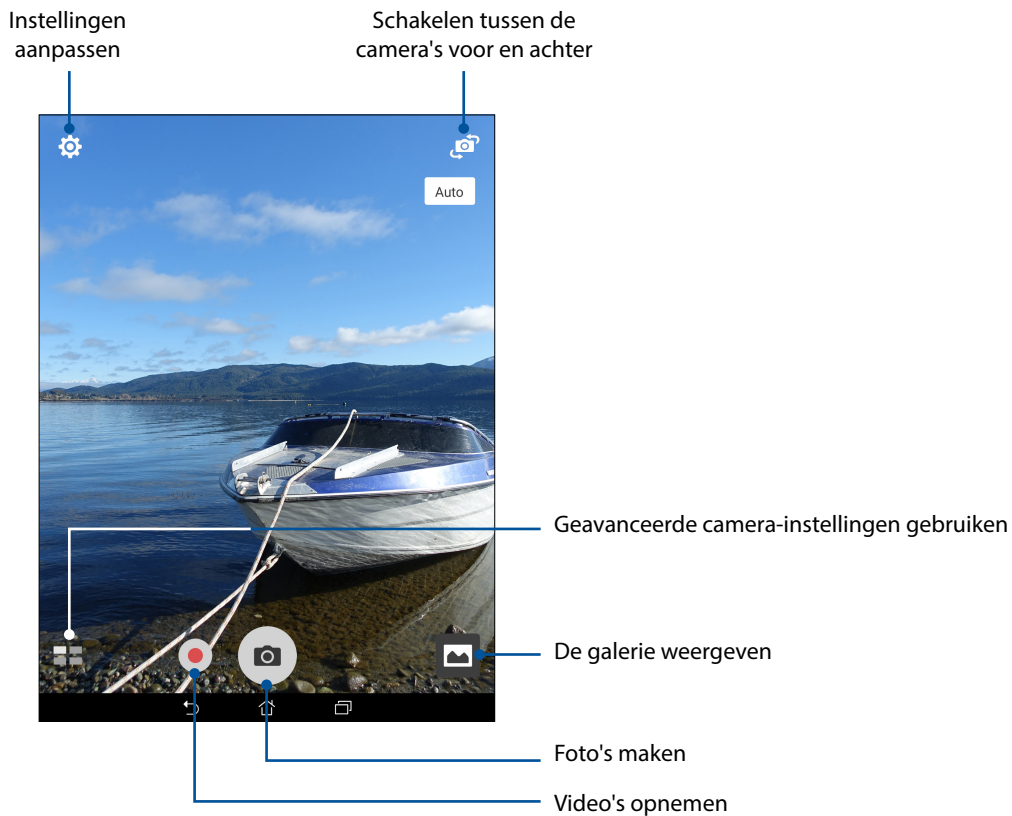 Instellingen
aanpassen
Schakelen tussen de
camera's voor en achter
Auto
Geavanceerde camera-instellingen gebruiken
De galerie weergeven
Foto's maken
Video's opnemen